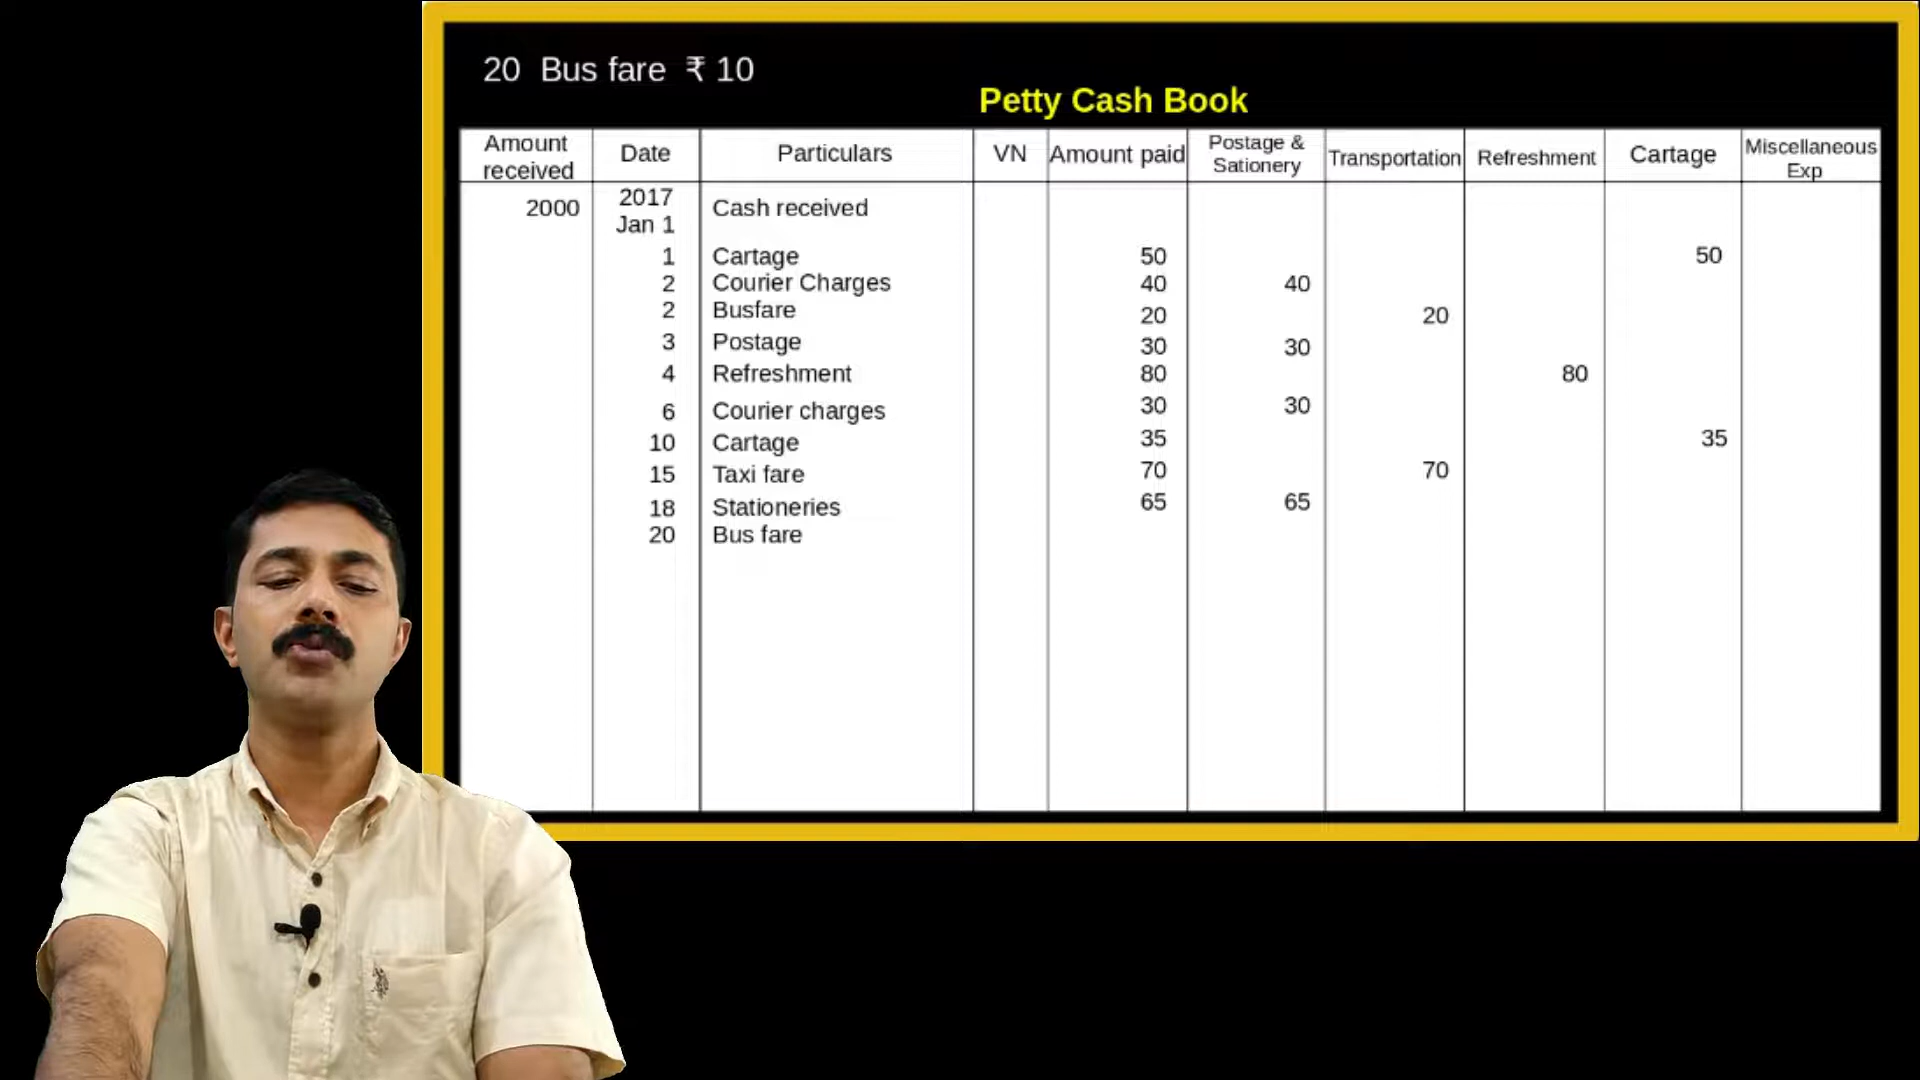 20 Bus fare ₹ 10
Petty Cash Book
Amount received Date Particulars VN Amount paid Postage & Sationery Transportation Refreshment Cartage Miscellaneous Exp
2000 2017 Jan 1 Cash received
1 Cartage 50 50
2 Courier Charges 40 40
2 Busfare 20 20
3 Postage 30 30
4 Refreshment 80 80
6 Courier charges 30 30
10 Cartage 35 35
15 Taxi fare 70 70
18 Stationeries 65 65
20 Bus fare